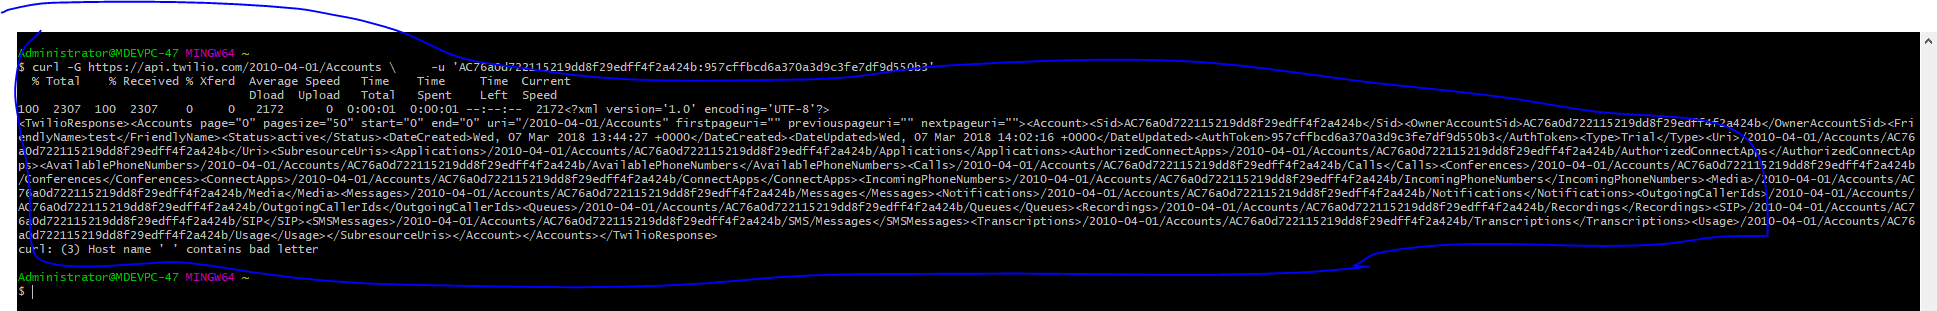 Administrator@MDEVPC-47 MINGW64 ~
$ curl -G https://api.twilio.com/2010-04-01/Accounts \     -u 'AC76a0d722115219dd8f29edff4f2a424b:957cffbcd6a370a3d9c3fe7df9d550b3'
  % Total    % Received % Xferd  Average Speed   Time    Time     Time  Current
                                 Dload  Upload   Total   Spent    Left  Speed
100  2307  100  2307    0     0   2172      0  0:00:01  0:00:01 --:--:--  2172<?xml version='1.0' encoding='UTF-8'?>
<TwilioResponse><Accounts page="0" pagesize="50" start="0" end="0" uri="/2010-04-01/Accounts" firstpageuri="" previouspageuri="" nextpageuri=""><Account><Sid>AC76a0d722115219dd8f29edff4f2a424b</Sid><OwnerAccountSid>AC76a0d722115219dd8f29edff4f2a424b</OwnerAccountSid><Fri
endlyName>test</FriendlyName><Status>active</Status><DateCreated>Wed, 07 Mar 2018 13:44:27 +0000</DateCreated><DateUpdated>Wed, 07 Mar 2018 14:02:16 +0000</DateUpdated><AuthToken>957cffbcd6a370a3d9c3fe7df9d550b3</AuthToken><Type>Trial</Type><Uri>/2010-04-01/Accounts/AC76
a0d722115219dd8f29edff4f2a424b</Uri><SubresourceUris><Applications>/2010-04-01/Accounts/AC76a0d722115219dd8f29edff4f2a424b/Applications</Applications><AuthorizedConnectApps>/2010-04-01/Accounts/AC76a0d722115219dd8f29edff4f2a424b/AuthorizedConnectApps</AuthorizedConnectAp
ps><AvailablePhoneNumbers>/2010-04-01/Accounts/AC76a0d722115219dd8f29edff4f2a424b/AvailablePhoneNumbers</AvailablePhoneNumbers><Calls>/2010-04-01/Accounts/AC76a0d722115219dd8f29edff4f2a424b/Calls</Calls><Conferences>/2010-04-01/Accounts/AC76a0d722115219dd8f29edff4f2a424b
/Conferences</Conferences><ConnectApps>/2010-04-01/Accounts/AC76a0d722115219dd8f29edff4f2a424b/ConnectApps</ConnectApps><IncomingPhoneNumbers>/2010-04-01/Accounts/AC76a0d722115219dd8f29edff4f2a424b/IncomingPhoneNumbers</IncomingPhoneNumbers><Media>/2010-04-01/Accounts/AC
76a0d722115219dd8f29edff4f2a424b/Media</Media><Messages>/2010-04-01/Accounts/AC76a0d722115219dd8f29edff4f2a424b/Messages</Messages><Notifications>/2010-04-01/Accounts/AC76a0d722115219dd8f29edff4f2a424b/Notifications</Notifications><OutgoingCallerIds>/2010-04-01/Accounts/
AC76a0d722115219dd8f29edff4f2a424b/OutgoingCallerIds</OutgoingCallerIds><Queues>/2010-04-01/Accounts/AC76a0d722115219dd8f29edff4f2a424b/Queues</Queues><Recordings>/2010-04-01/Accounts/AC76a0d722115219dd8f29edff4f2a424b/Recordings</Recordings><SIP>/2010-04-01/Accounts/AC7
6a0d722115219dd8f29edff4f2a424b/SIP</SIP><SMSMessages>/2010-04-01/Accounts/AC76a0d722115219dd8f29edff4f2a424b/SMS/Messages</SMSMessages><Transcriptions>/2010-04-01/Accounts/AC76a0d722115219dd8f29edff4f2a424b/Transcriptions</Transcriptions><Usage>/2010-04-01/Accounts/AC76
a0d722115219dd8f29edff4f2a424b/Usage</Usage></SubresourceUris></Account></Accounts></TwilioResponse>
curl: (3) Host name ' ' contains bad letter
Administrator@MDEVPC-47 MINGW64 ~
$